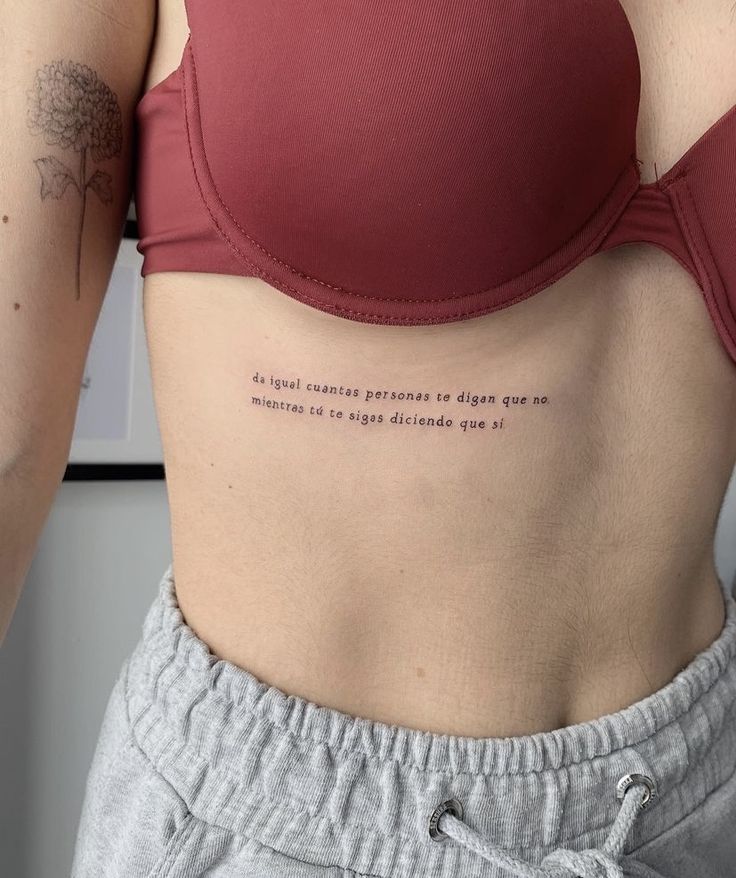 da igual cuantas personas te digan que no
mientras tú te sigas diciendo que sí